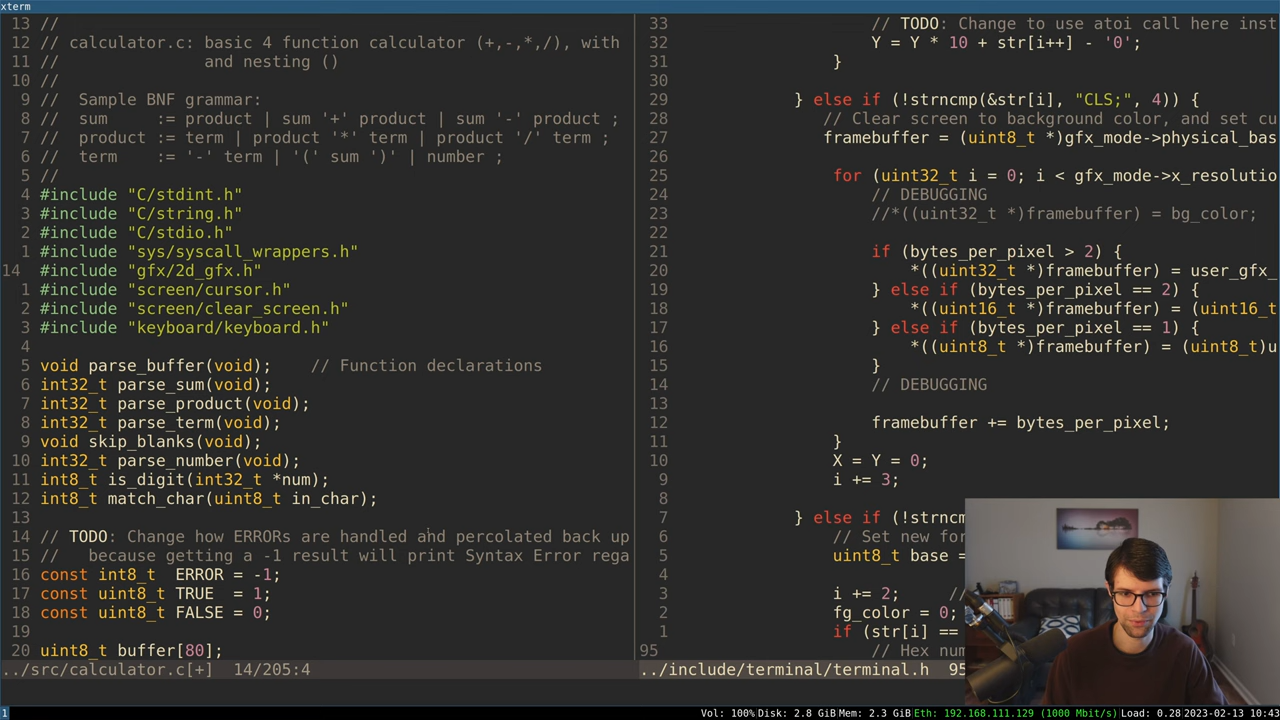 xterm
13 //
12 // calculator.c: basic 4 function calculator (+,-,*,/), with
11 //               and nesting ()
10 //
9 //  Sample BNF grammar:
8 //  sum     := product | sum '+' product | sum '-' product ;
7 //  product := term | product '*' term | product '/' term ;
6 //  term    := '-' term | '(' sum ')' | number ;
5 //
4 #include "C/stdint.h"
3 #include "C/string.h"
2 #include "C/stdio.h"
1 #include "sys/syscall_wrappers.h"
14 #include "gfx/2d_gfx.h"
1 #include "screen/cursor.h"
2 #include "screen/clear_screen.h"
3 #include "keyboard/keyboard.h"
4
5 void parse_buffer(void);    // Function declarations
6 int32_t parse_sum(void);
7 int32_t parse_product(void);
8 int32_t parse_term(void);
9 void skip_blanks(void);
10 int32_t parse_number(void);
11 int8_t is_digit(int32_t *num);
12 int8_t match_char(uint8_t in_char);
13
14 // TODO: Change how ERRORs are handled and percolated back up
15 //   because getting a -1 result will print Syntax Error rega
16 const int8_t  ERROR = -1;
17 const uint8_t TRUE  = 1;
18 const uint8_t FALSE = 0;
19
20 uint8_t buffer[80];
../src/calculator.c[+]  14/205:4
33 // TODO: Change to use atoi call here inst
32 Y = Y * 10 + str[i++] - '0';
31 }
30
29 } else if (!strncmp(&str[i], "CLS;", 4)) {
28 // Clear screen to background color, and set cu
27 framebuffer = (uint8_t *)gfx_mode->physical_bas
26
25 for (uint32_t i = 0; i < gfx_mode->x_resolutio
24 // DEBUGGING
23 //*((uint32_t *)framebuffer) = bg_color;
22
21 if (bytes_per_pixel > 2) {
20 *((uint32_t *)framebuffer) = user_gfx_
19 } else if (bytes_per_pixel == 2) {
18 *((uint16_t *)framebuffer) = (uint16_t
17 } else if (bytes_per_pixel == 1) {
16 *((uint8_t *)framebuffer) = (uint8_t)u
15 }
14 // DEBUGGING
13
12 framebuffer += bytes_per_pixel;
11 }
10 X = Y = 0;
9 i += 3;
8
7 } else if (!strncm
6 // Set new for
5 uint8_t base =
4
3 i += 2;     //
2 fg_color = 0;
1 if (str[i] ==
95 // Hex num
../include/terminal/terminal.h  95
1
Vol: 100% Disk: 2.8 GiB Mem: 2.3 GiB Eth: 192.168.111.129 (1000 Mbit/s) Load: 0.28 2023-02-13 10:43